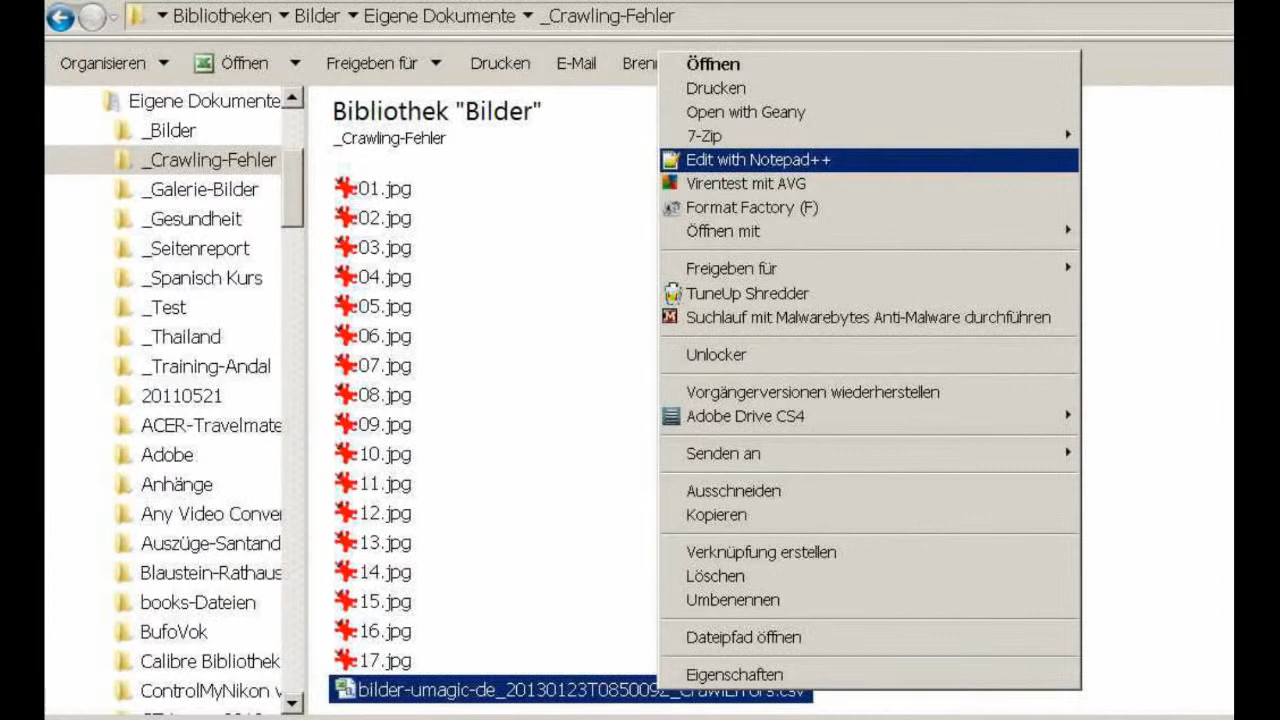 Bibliotheken Bilder Eigene Dokumente _Crawling-Fehler
Organisieren Öffnen Freigeben für Drucken E-Mail
Eigene Dokumente
_Bilder
_Crawling-Fehler
_Galerie-Bilder
_Gesundheit
_Seitenreport
_Spanisch Kurs
_Test
_Thailand
_Training-Andal
20110521
ACER-Travelmate
Adobe
Anhänge
Any Video Conver
Auszüge-Santand
Blaustein-Rathaus
books-Dateien
BufoVok
Calibre Bibliothek
ControlMyNikon v
Bibliothek "Bilder"
_Crawling-Fehler
01.jpg
02.jpg
03.jpg
04.jpg
05.jpg
06.jpg
07.jpg
08.jpg
09.jpg
10.jpg
11.jpg
12.jpg
13.jpg
14.jpg
15.jpg
16.jpg
17.jpg
bilder-umagic-de_20130123T085009Z_CrawlErrors.csv
Öffnen
Drucken
Open with Geany
7-Zip
Edit with Notepad++
Virentest mit AVG
Format Factory (F)
Öffnen mit
Freigeben für
TuneUp Shredder
Suchlauf mit Malwarebytes Anti-Malware durchführen
Unlocker
Vorgängerversionen wiederherstellen
Adobe Drive CS4
Senden an
Ausschneiden
Kopieren
Verknüpfung erstellen
Löschen
Umbenennen
Dateipfad öffnen
Eigenschaften